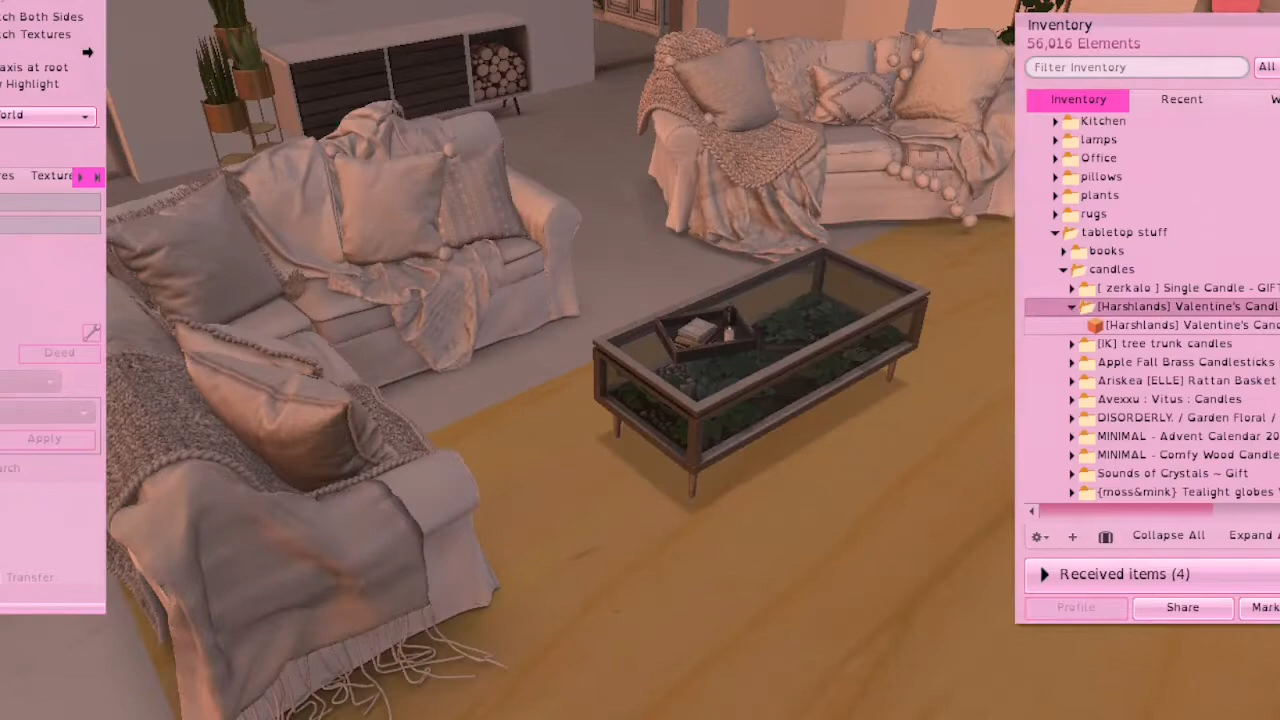 tch Both Sides
tch Textures
axis at root
Highlight
orld
res Texture
Deed
Apply
arch
Transfer
Inventory
56,016 Elements
Filter Inventory
All
Inventory Recent W
Kitchen
lamps
Office
pillows
plants
rugs
tabletop stuff
books
candles
[ zerkalo ] Single Candle - GIFT
[Harshlands] Valentine's Candl
[Harshlands] Valentine's Cand
[IK] tree trunk candles
Apple Fall Brass Candlesticks
Ariskea [ELLE] Rattan Basket
Avexxu : Vitus : Candles
DISORDERLY. / Garden Floral /
MINIMAL - Advent Calendar 20
MINIMAL - Comfy Wood Candle
Sounds of Crystals ~ Gift
{moss&mink} Tealight globes
Collapse All Expand A
Received items (4)
Profile Share Mark